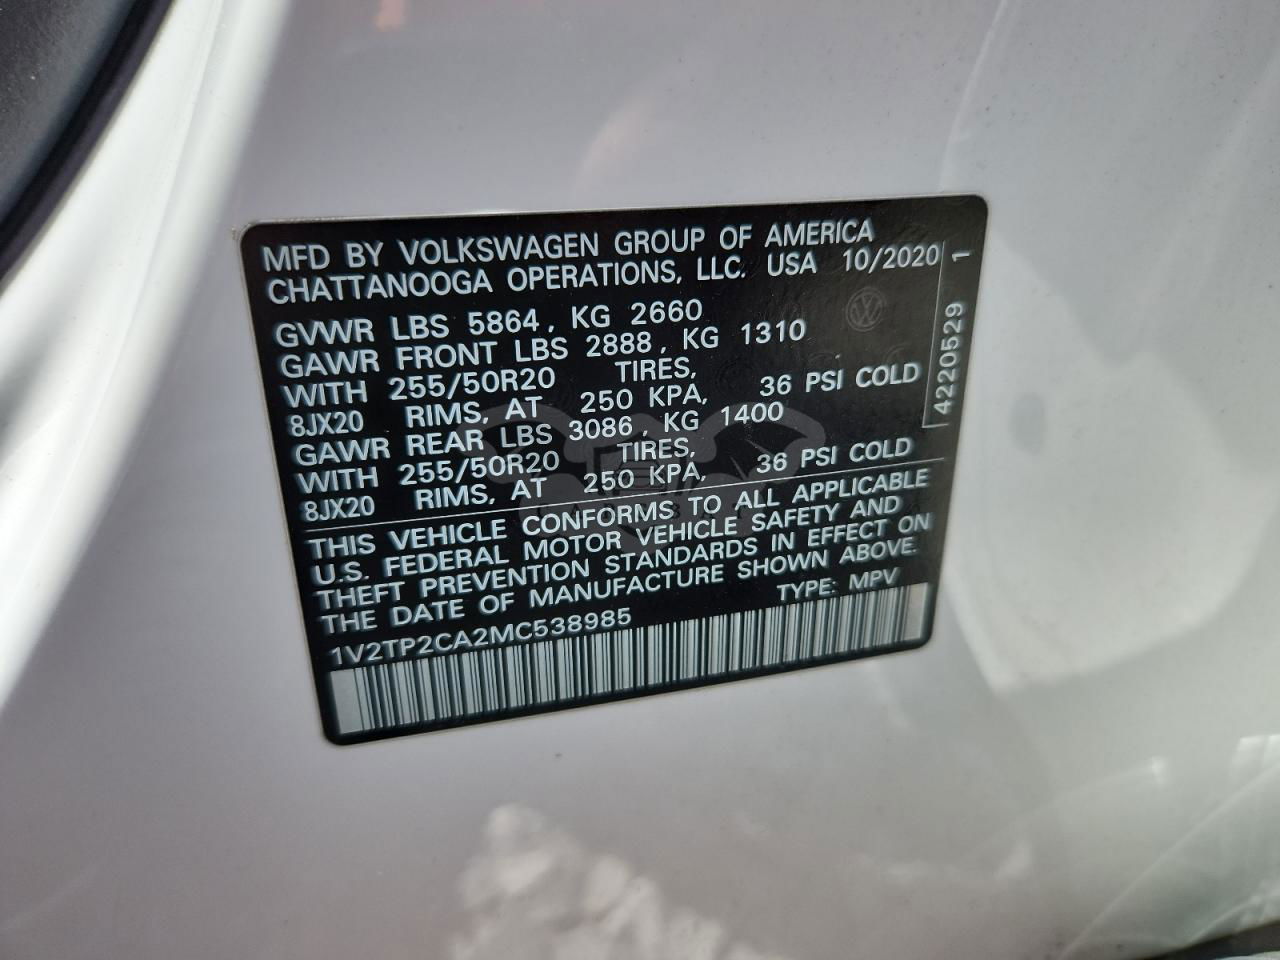 MFD BY VOLKSWAGEN GROUP OF AMERICA
CHATTANOOGA OPERATIONS, LLC. USA 10/2020
GVWR LBS 5864, KG 2660
GAWR FRONT LBS 2888, KG 1310
WITH 255/50R20 TIRES,
8JX20 RIMS, AT 250 KPA, 36 PSI COLD
GAWR REAR LBS 3086, KG 1400
WITH 255/50R20 TIRES,
8JX20 RIMS, AT 250 KPA, 36 PSI COLD
THIS VEHICLE CONFORMS TO ALL APPLICABLE
U.S. FEDERAL MOTOR VEHICLE SAFETY AND
THEFT PREVENTION STANDARDS IN EFFECT ON
THE DATE OF MANUFACTURE SHOWN ABOVE.
1V2TP2CA2MC538985 TYPE: MPV
4220529 1